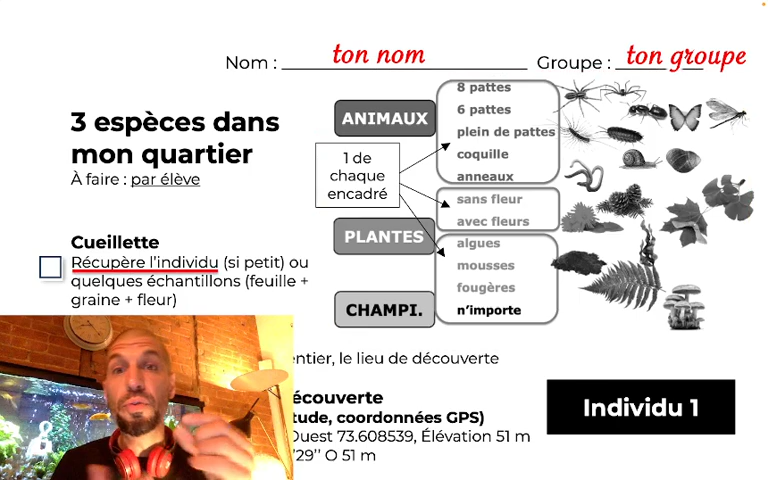 Nom : ton nom Groupe : ton groupe
3 espèces dans
mon quartier
À faire : par élève
ANIMAUX
8 pattes
6 pattes
plein de pattes
coquille
anneaux
1 de
chaque
encadré
sans fleur
avec fleurs
PLANTES
algues
mousses
fougères
CHAMPI.
n'importe
Cueillette
Récupère l'individu (si petit) ou
quelques échantillons (feuille +
graine + fleur)
entier, le lieu de découverte
écouverte
tude, coordonnées GPS)
Ouest 73.608539, Élévation 51 m
'29'' O 51 m
Individu 1